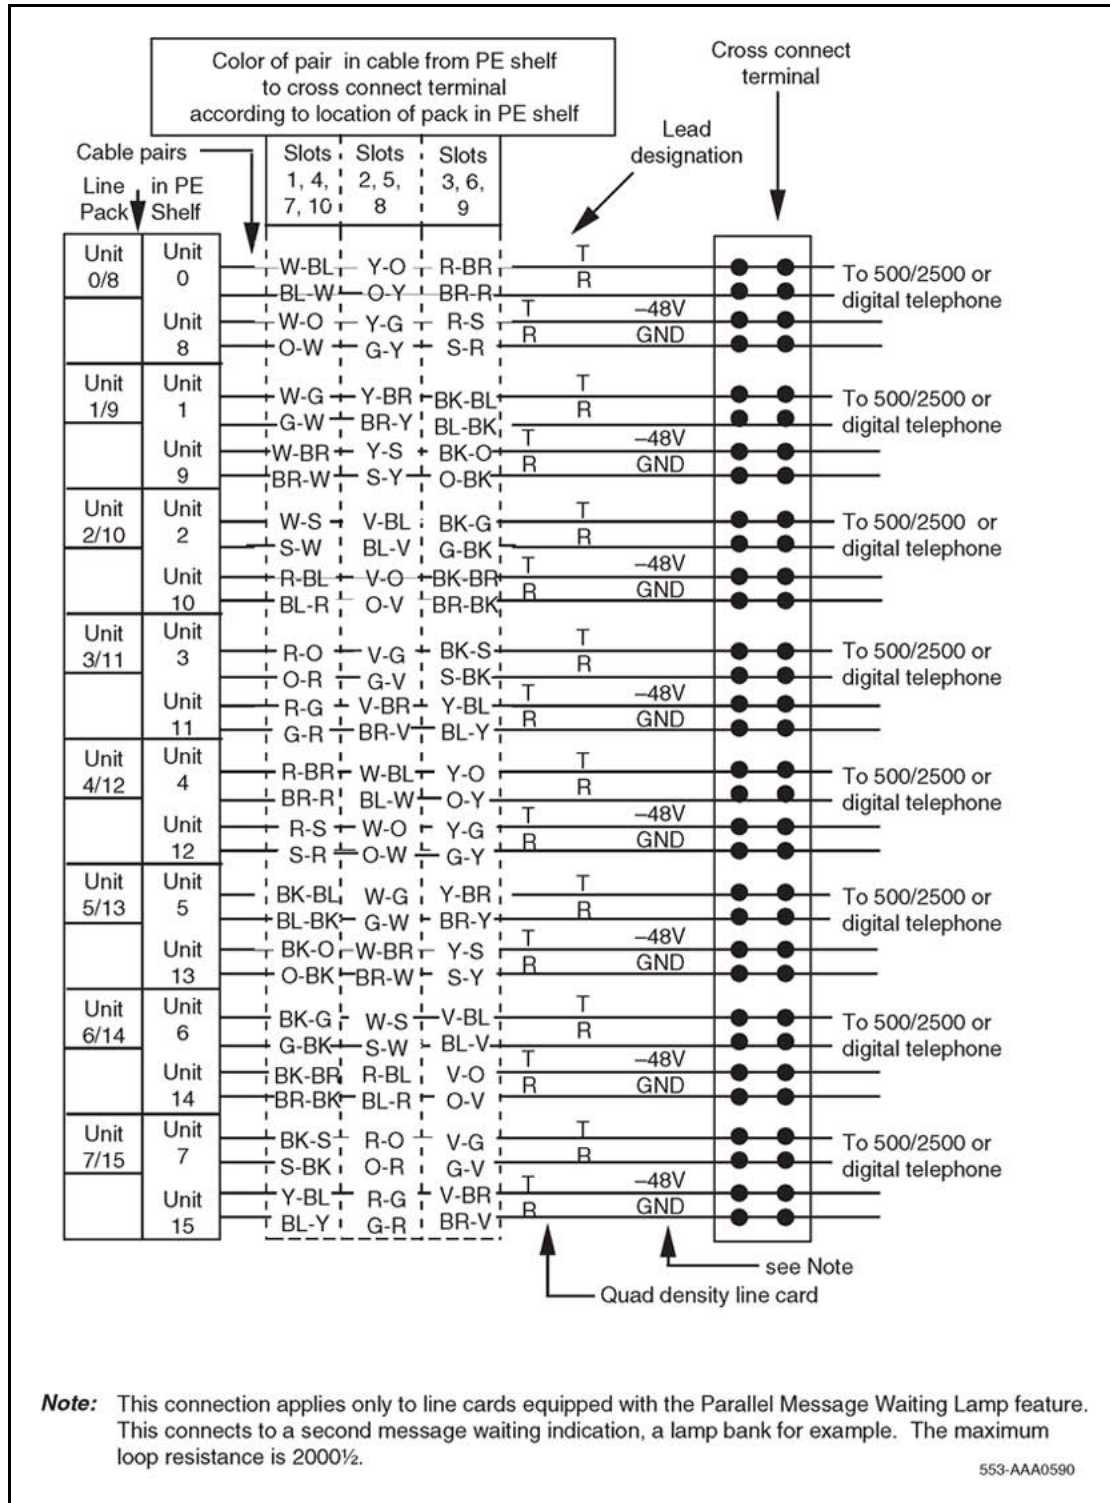 Color of pair in cable from PE shelf
to cross connect terminal
according to location of pack in PE shelf
Cross connect
terminal
Lead
designation
Cable pairs
Line Pack
in PE Shelf
Slots 1, 4, 7, 10
Slots 2, 5, 8
Slots 3, 6, 9
Unit 0/8
Unit 0
W-BL Y-O R-BR T
BL-W O-Y BR-R R
To 500/2500 or
digital telephone
Unit 8
W-O Y-G R-S T –48V
O-W G-Y S-R R GND
Unit 1/9
Unit 1
W-G Y-BR BK-BL T
G-W BR-Y BL-BK R
To 500/2500 or
digital telephone
Unit 9
W-BR Y-S BK-O T –48V
BR-W S-Y O-BK R GND
Unit 2/10
Unit 2
W-S V-BL BK-G T
S-W BL-V G-BK R
To 500/2500 or
digital telephone
Unit 10
R-BL V-O BK-BR T –48V
BL-R O-V BR-BK R GND
Unit 3/11
Unit 3
R-O V-G BK-S T
O-R G-V S-BK R
To 500/2500 or
digital telephone
Unit 11
R-G V-BR Y-BL T –48V
G-R BR-V BL-Y R GND
Unit 4/12
Unit 4
R-BR W-BL Y-O T
BR-R BL-W O-Y R
To 500/2500 or
digital telephone
Unit 12
R-S W-O Y-G T –48V
S-R O-W G-Y R GND
Unit 5/13
Unit 5
BK-BL W-G Y-BR T
BL-BK G-W BR-Y R
To 500/2500 or
digital telephone
Unit 13
BK-O W-BR Y-S T –48V
O-BK BR-W S-Y R GND
Unit 6/14
Unit 6
BK-G W-S V-BL T
G-BK S-W BL-V R
To 500/2500 or
digital telephone
Unit 14
BK-BR R-BL V-O T –48V
BR-BK BL-R O-V R GND
Unit 7/15
Unit 7
BK-S R-O V-G T
S-BK O-R G-V R
To 500/2500 or
digital telephone
Unit 15
Y-BL R-G V-BR T –48V
BL-Y G-R BR-V R GND
see Note
Quad density line card
Note: This connection applies only to line cards equipped with the Parallel Message Waiting Lamp feature.
This connects to a second message waiting indication, a lamp bank for example. The maximum
loop resistance is 2000½.
553-AAA0590